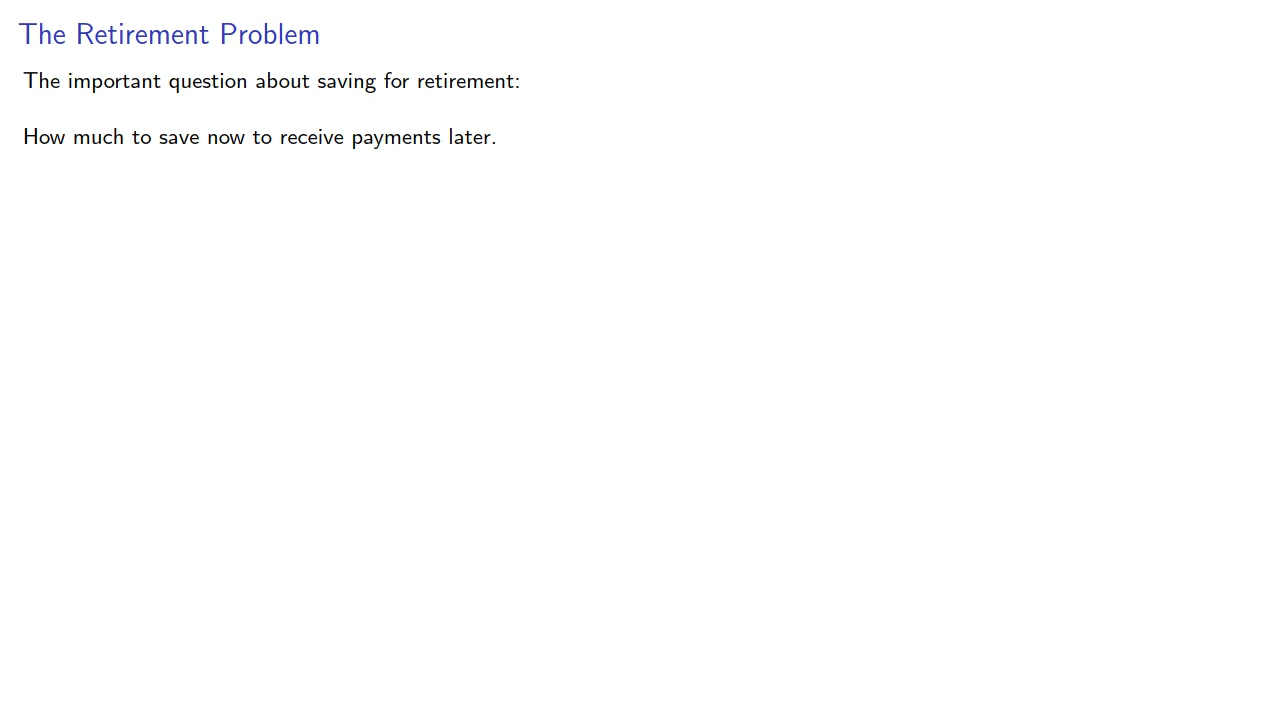 The Retirement Problem
The important question about saving for retirement:
How much to save now to receive payments later.